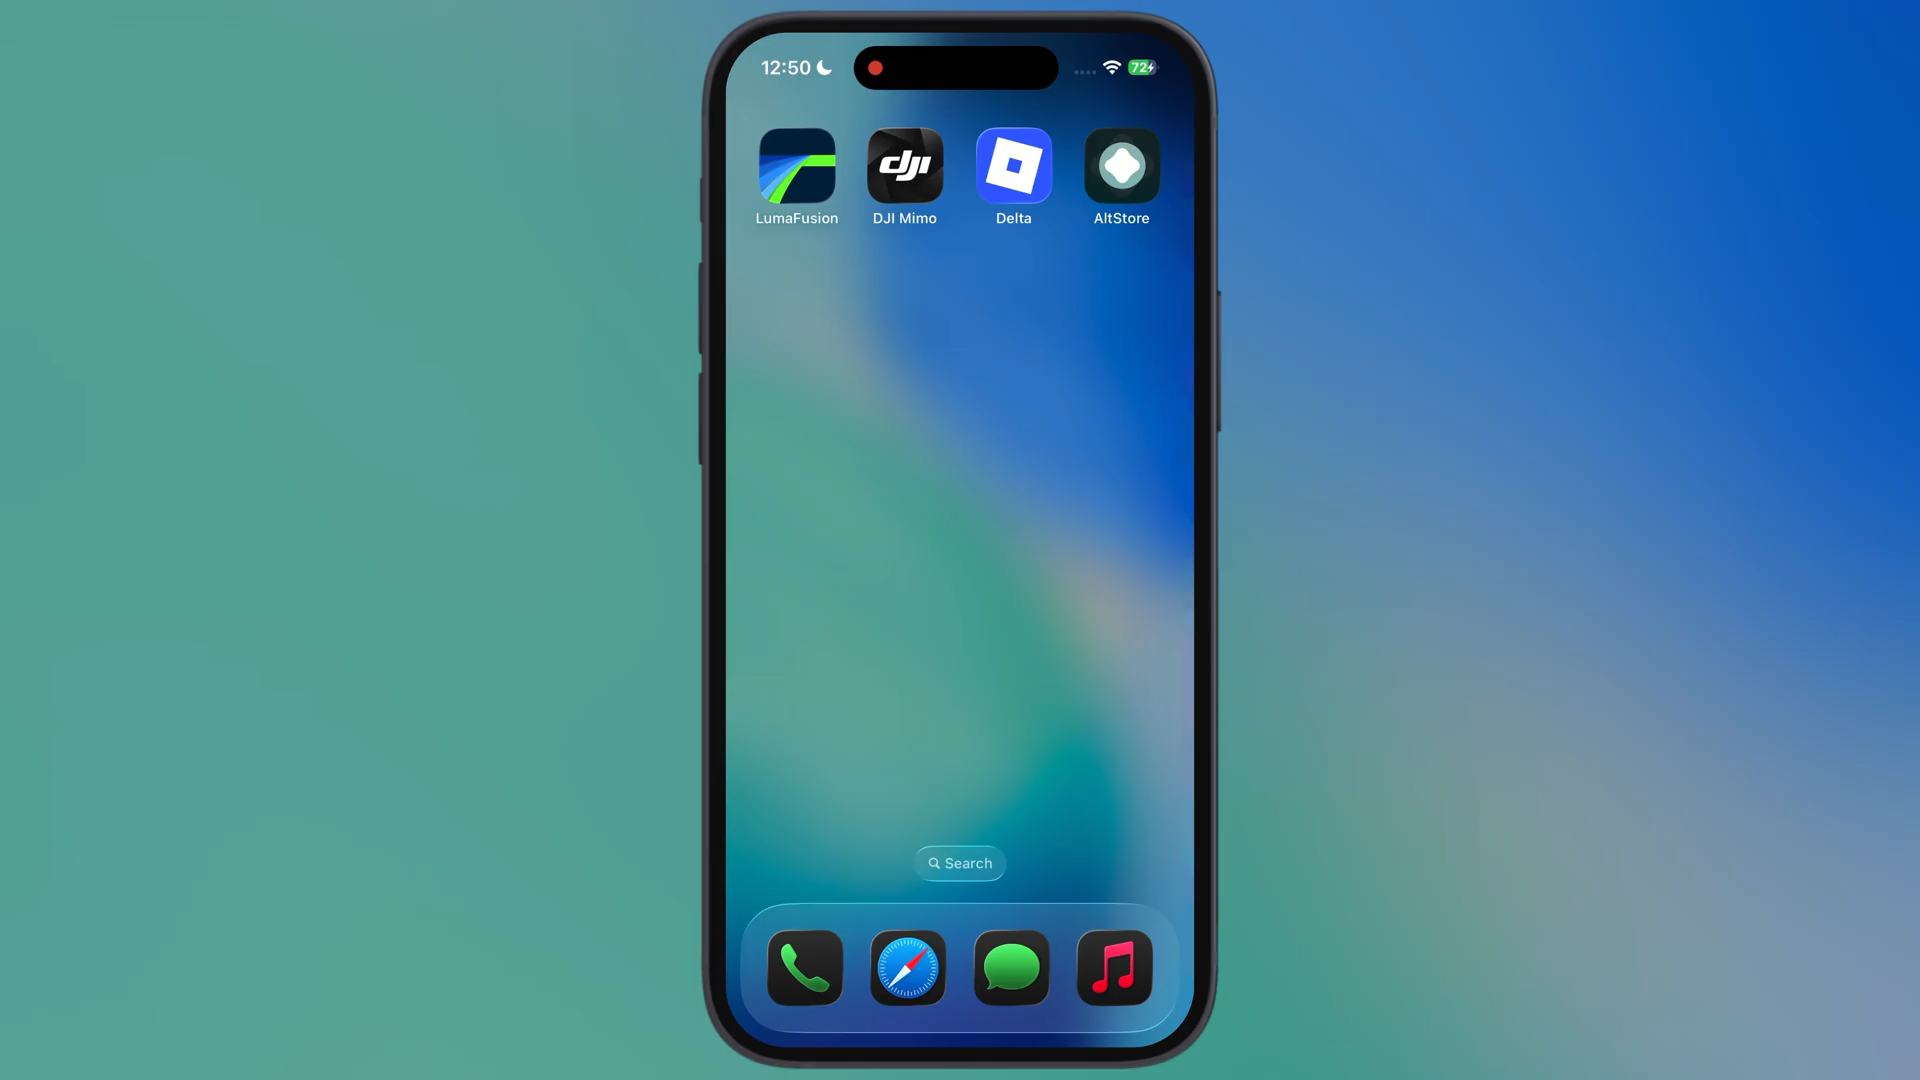 12:50
72
dji
LumaFusion
DJI Mimo
Delta
AltStore
Search